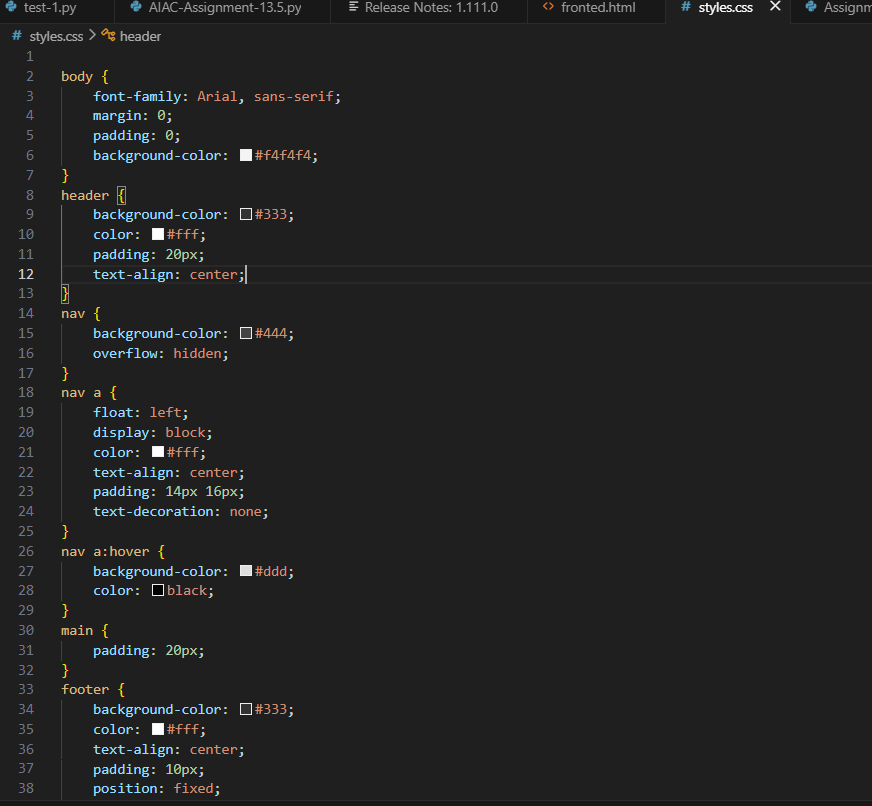 test-1.py AIAC-Assignment-13.5.py Release Notes: 1.111.0 <> fronted.html # styles.css × Assignm
# styles.css > header
1
2 body {
3 font-family: Arial, sans-serif;
4 margin: 0;
5 padding: 0;
6 background-color: #f4f4f4;
7 }
8 header {
9 background-color: #333;
10 color: #fff;
11 padding: 20px;
12 text-align: center;
13 }
14 nav {
15 background-color: #444;
16 overflow: hidden;
17 }
18 nav a {
19 float: left;
20 display: block;
21 color: #fff;
22 text-align: center;
23 padding: 14px 16px;
24 text-decoration: none;
25 }
26 nav a:hover {
27 background-color: #ddd;
28 color: black;
29 }
30 main {
31 padding: 20px;
32 }
33 footer {
34 background-color: #333;
35 color: #fff;
36 text-align: center;
37 padding: 10px;
38 position: fixed;